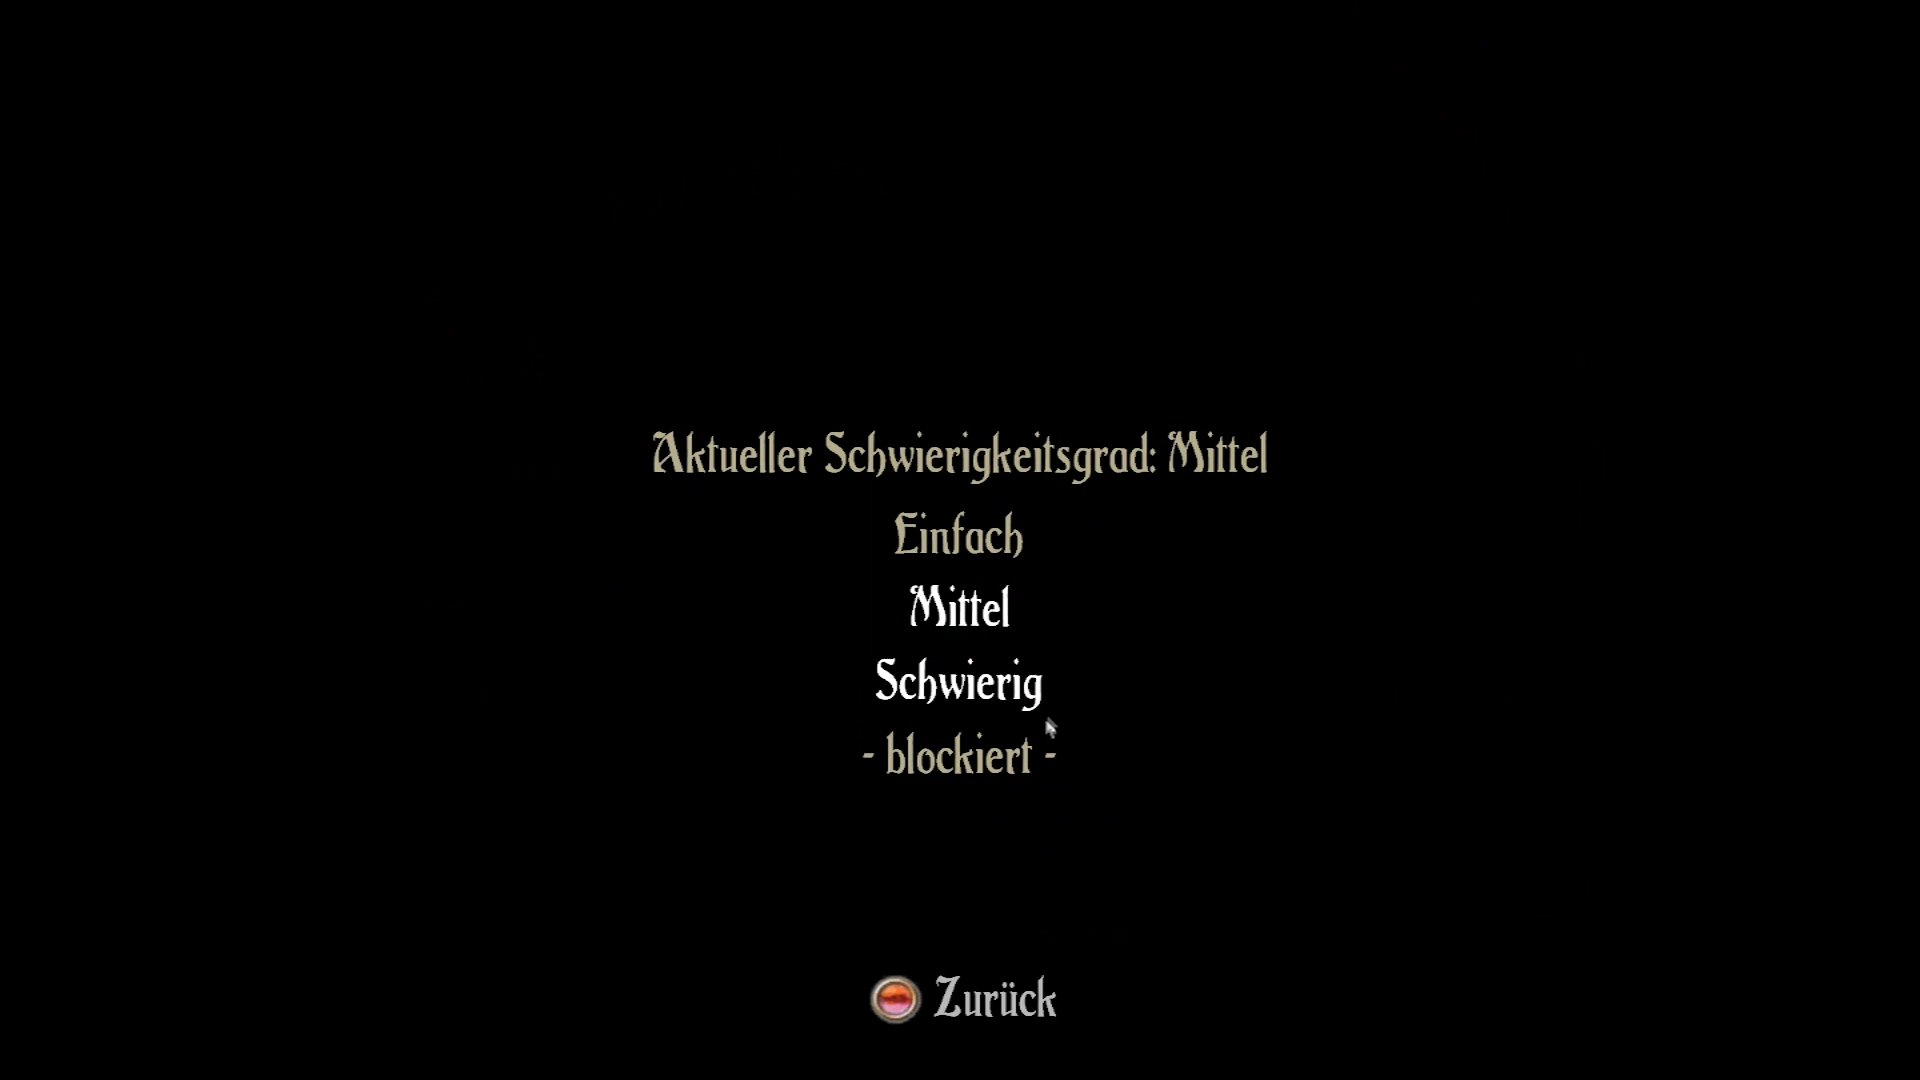 Aktueller Schwierigkeitsgrad: Mittel
Einfach
Mittel
Schwierig
- blockiert -
Zurück